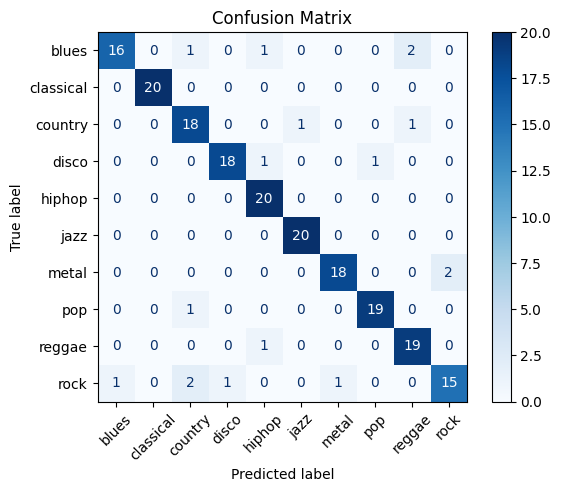 Confusion Matrix
True label
blues 16 0 1 0 1 0 0 0 2 0
classical 0 20 0 0 0 0 0 0 0 0
country 0 0 18 0 0 1 0 0 1 0
disco 0 0 0 18 1 0 0 1 0 0
hiphop 0 0 0 0 20 0 0 0 0 0
jazz 0 0 0 0 0 20 0 0 0 0
metal 0 0 0 0 0 0 18 0 0 2
pop 0 0 1 0 0 0 0 19 0 0
reggae 0 0 0 0 1 0 0 0 19 0
rock 1 0 2 1 0 0 1 0 0 15
blues classical country disco hiphop jazz metal pop reggae rock
Predicted label
20.0
17.5
15.0
12.5
10.0
7.5
5.0
2.5
0.0